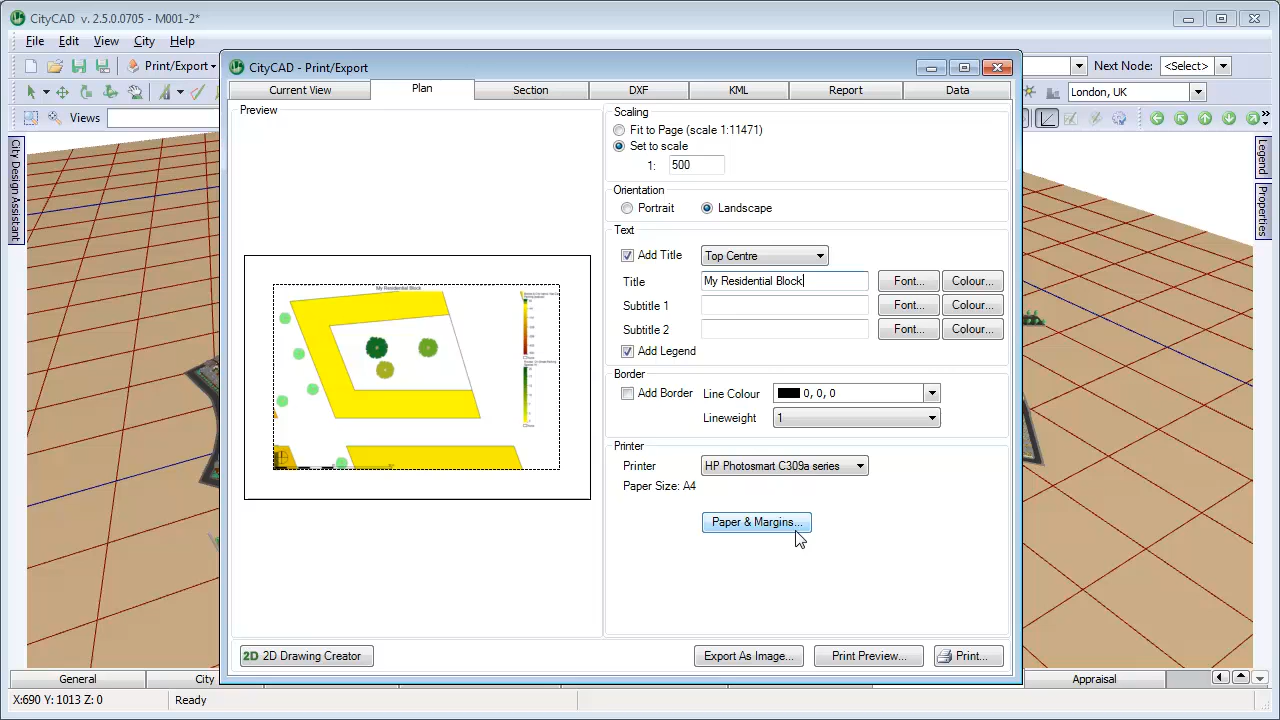 CityCAD v. 2.5.0.0705 - M001-2*
File Edit View City Help
Print/Export
Next Node: <Select>
London, UK
Views
City Design Assistant
Legend
Properties
CityCAD - Print/Export
Current View Plan Section DXF KML Report Data
Preview
My Residential Block
Scaling
Fit to Page (scale 1:11471)
Set to scale
1: 500
Orientation
Portrait Landscape
Text
Add Title Top Centre
Title My Residential Block Font... Colour...
Subtitle 1 Font... Colour...
Subtitle 2 Font... Colour...
Add Legend
Border
Add Border Line Colour 0, 0, 0
Lineweight 1
Printer
Printer HP Photosmart C309a series
Paper Size: A4
Paper & Margins...
2D 2D Drawing Creator Export As Image... Print Preview... Print...
General City Appraisal
X:690 Y: 1013 Z: 0 Ready